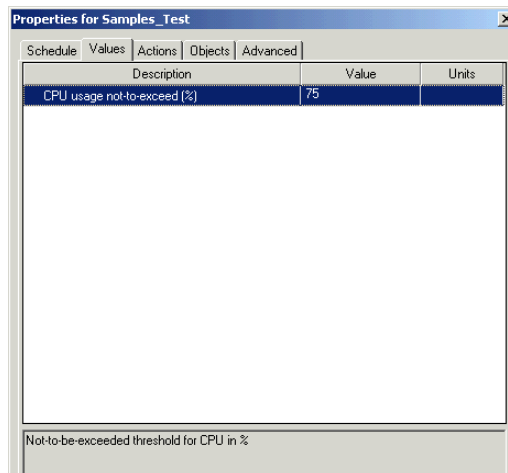 Properties for Samples_Test
Schedule Values Actions Objects Advanced
Description Value Units
CPU usage not-to-exceed (%) 75
Not-to-be-exceeded threshold for CPU in %